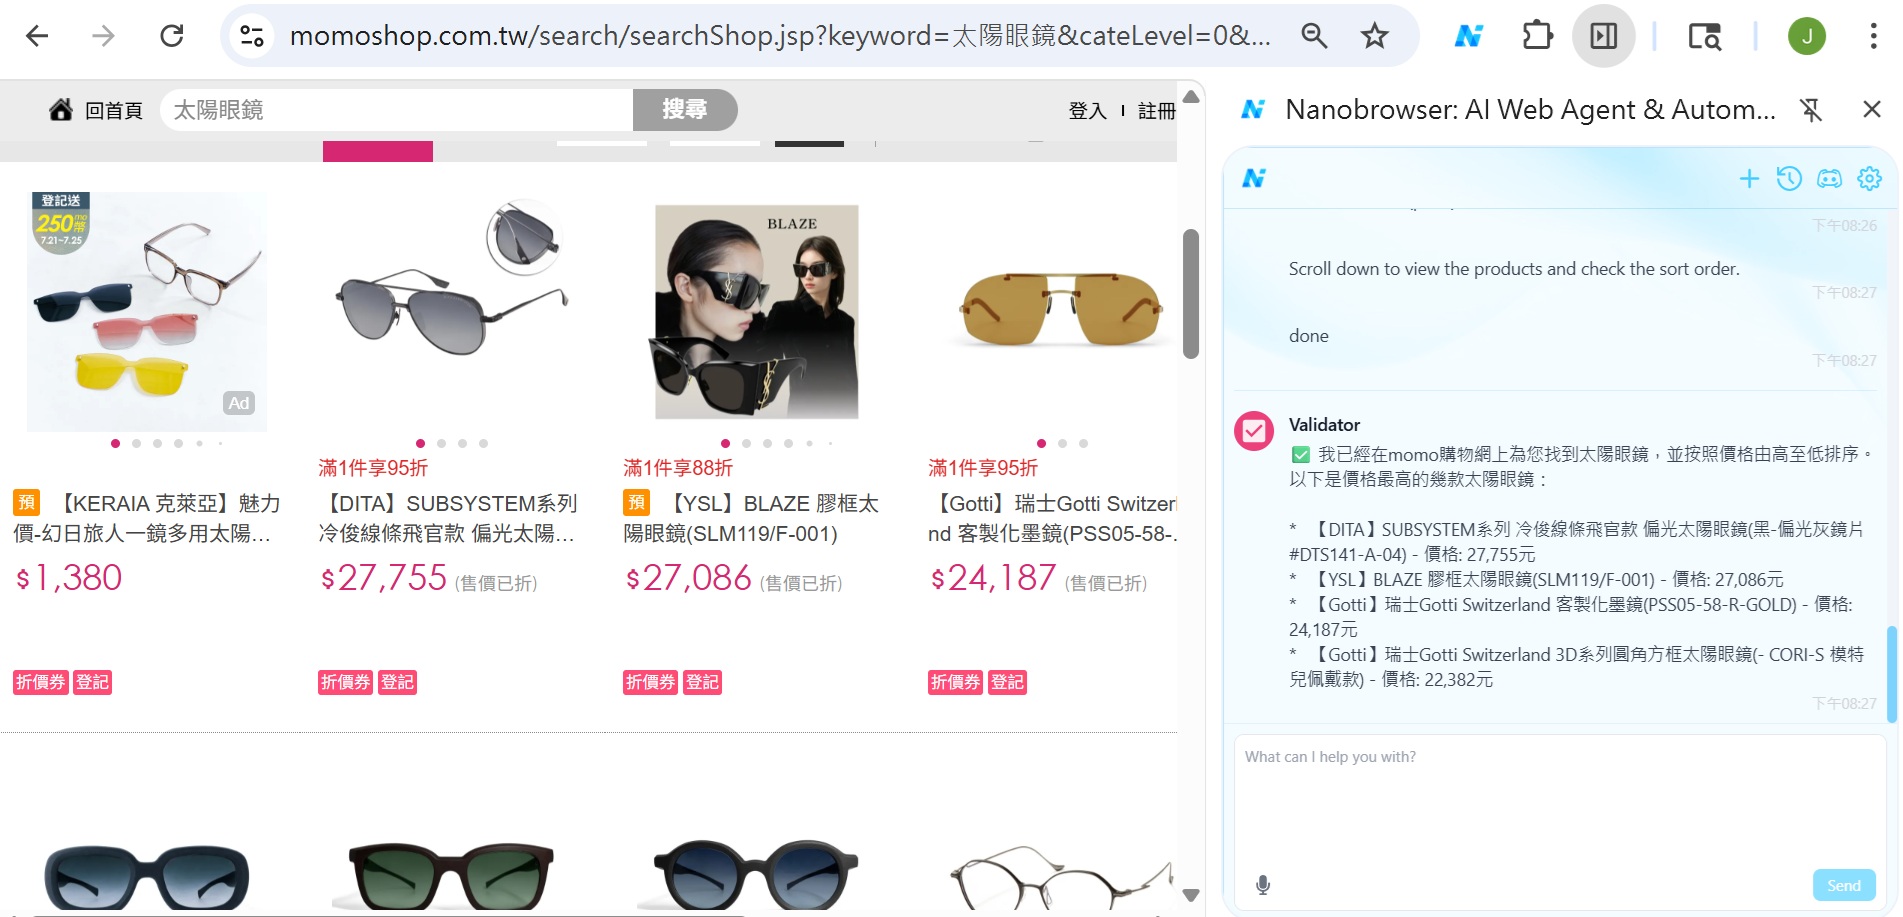 momoshop.com.tw/search/searchShop.jsp?keyword=太陽眼鏡&cateLevel=0&...
J
回首頁
太陽眼鏡
搜尋
登入
註冊
登記送
250mo幣
7.21~7.25
Ad
BLAZE
滿1件享95折
滿1件享88折
滿1件享95折
預 【KERAIA 克萊亞】魅力
價-幻日旅人一鏡多用太陽...
$1,380
【DITA】SUBSYSTEM系列
冷俊線條飛官款 偏光太陽...
$27,755 (售價已折)
預 【YSL】BLAZE 膠框太
陽眼鏡(SLM119/F-001)
$27,086 (售價已折)
【Gotti】瑞士Gotti Switzerl
nd 客製化墨鏡(PSS05-58-.
$24,187 (售價已折)
折價券 登記
折價券 登記
折價券 登記
折價券 登記
Nanobrowser: AI Web Agent & Autom...
下午08:26
Scroll down to view the products and check the sort order.
下午08:27
done
下午08:27
Validator
✅ 我已經在momo購物網上為您找到太陽眼鏡，並按照價格由高至低排序。
以下是價格最高的幾款太陽眼鏡：
* 【DITA】SUBSYSTEM系列 冷俊線條飛官款 偏光太陽眼鏡(黑-偏光灰鏡片
#DTS141-A-04) - 價格: 27,755元
* 【YSL】BLAZE 膠框太陽眼鏡(SLM119/F-001) - 價格: 27,086元
* 【Gotti】瑞士Gotti Switzerland 客製化墨鏡(PSS05-58-R-GOLD) - 價格:
24,187元
* 【Gotti】瑞士Gotti Switzerland 3D系列圓角方框太陽眼鏡(- CORI-S 模特
兒佩戴款) - 價格: 22,382元
下午08:27
What can I help you with?
Send